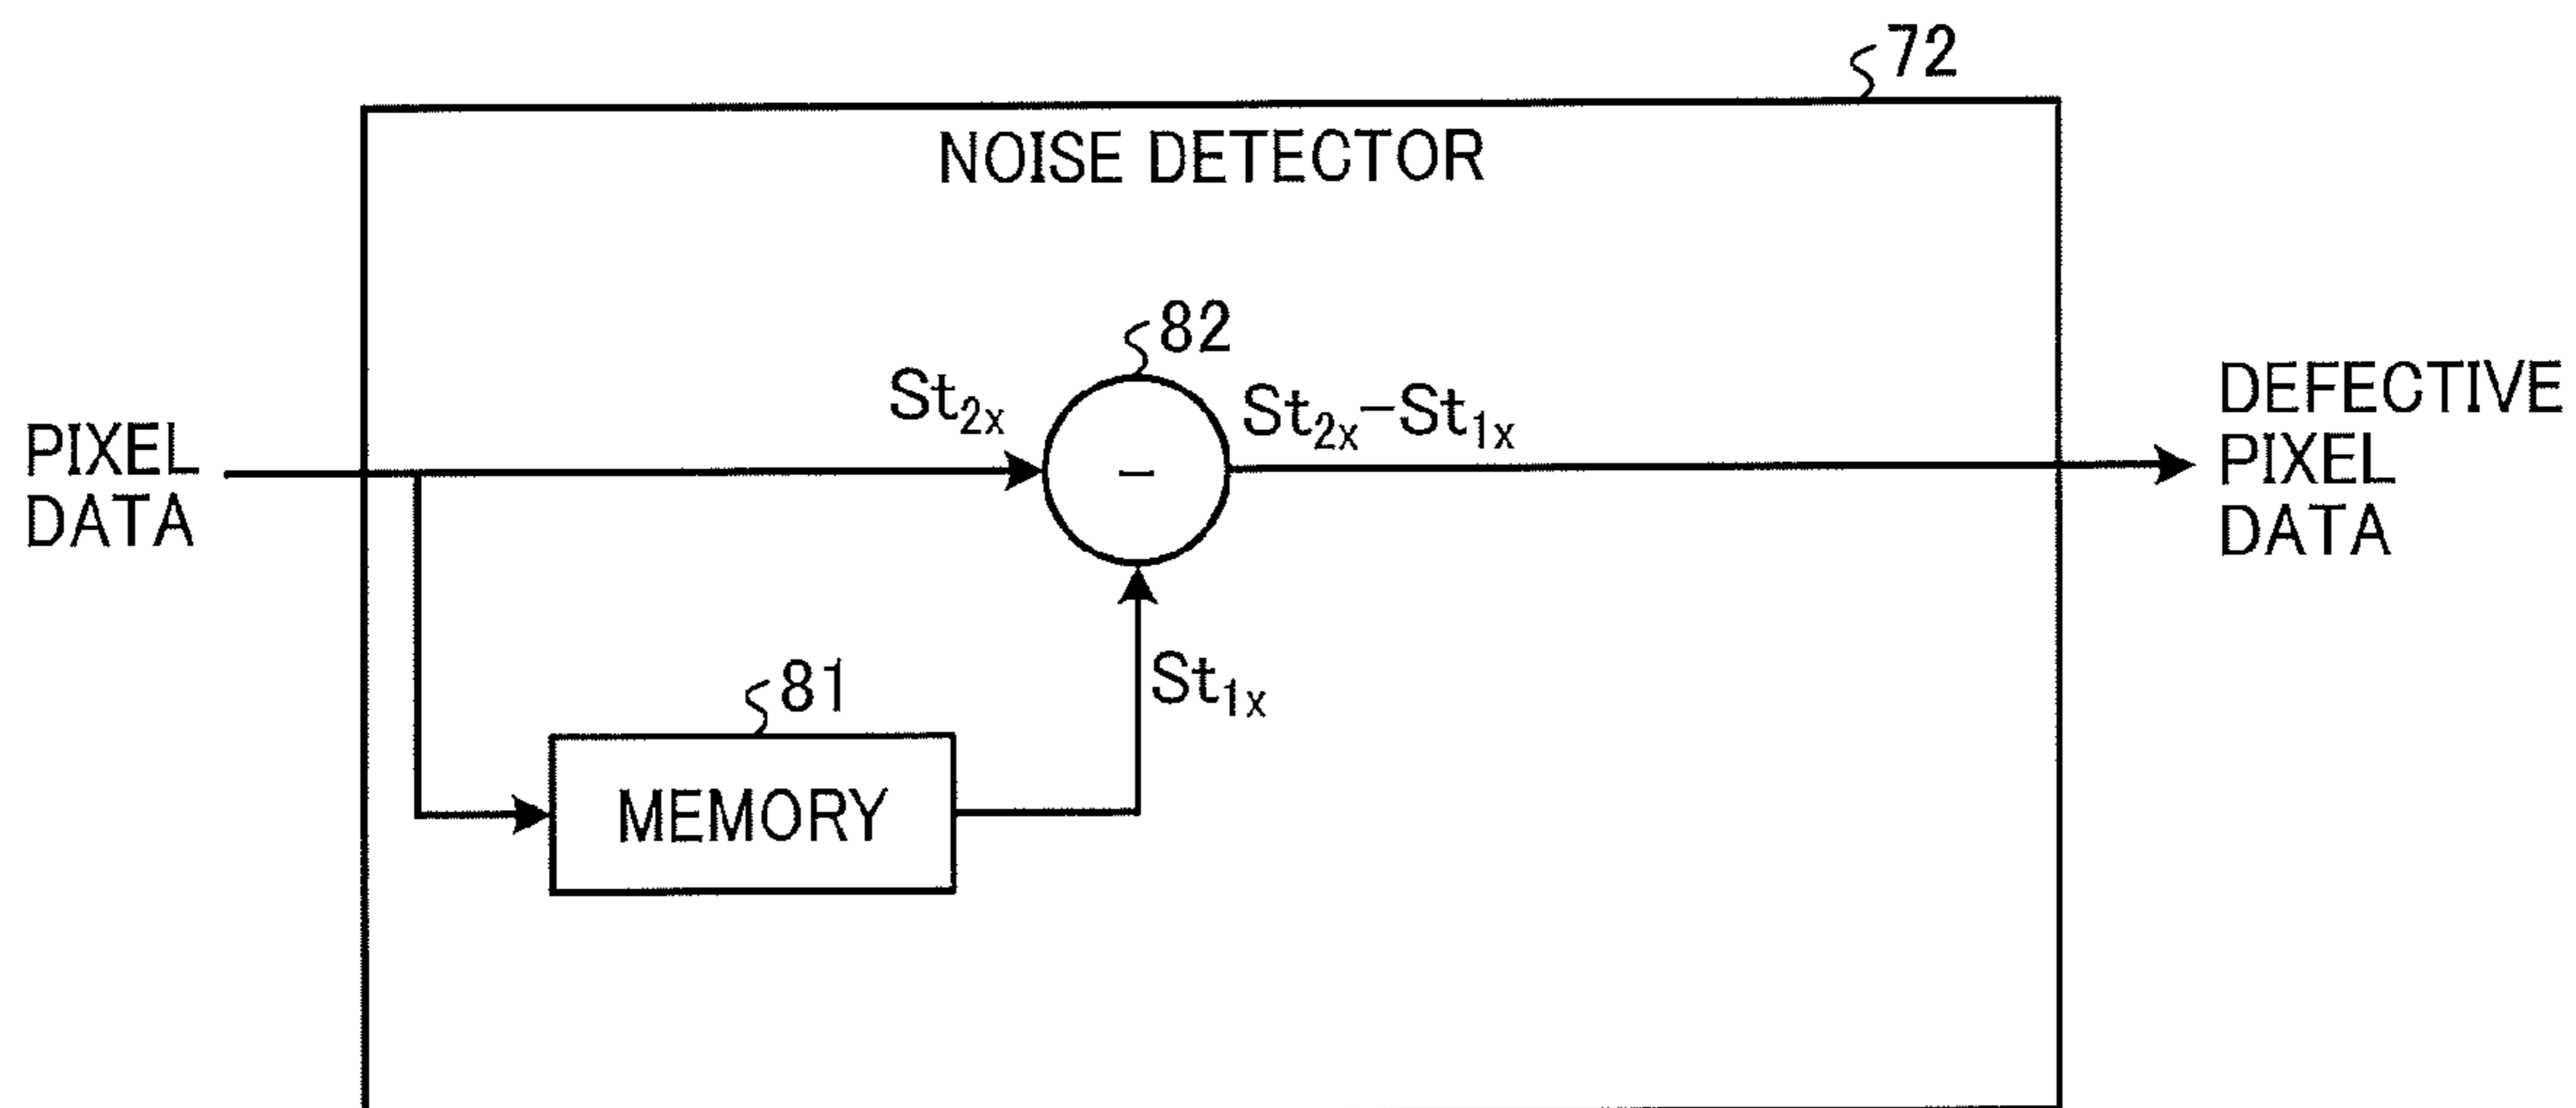 72
NOISE DETECTOR
82
St₂ₓ
St₂ₓ−St₁ₓ
PIXEL
DATA
-
DEFECTIVE
PIXEL
DATA
81
St₁ₓ
MEMORY